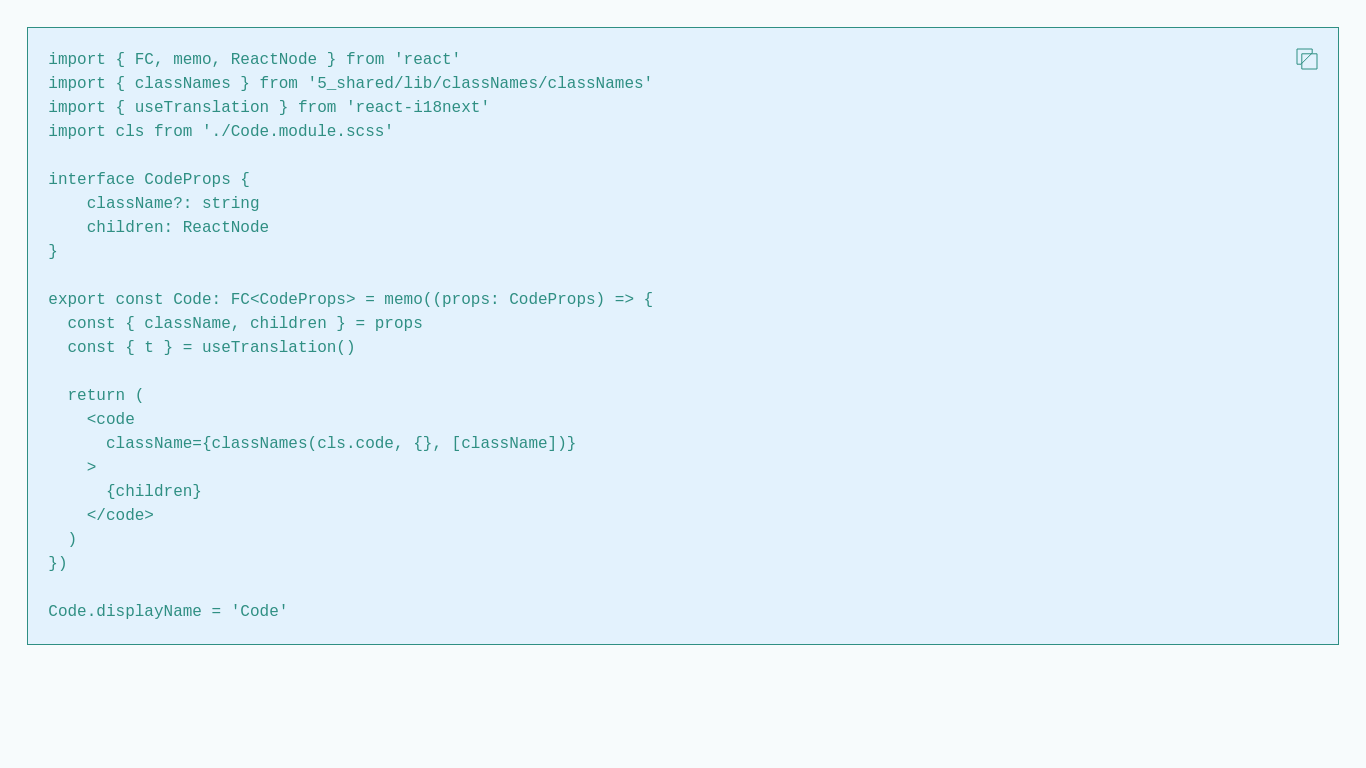 import { FC, memo, ReactNode } from 'react'
import { classNames } from '5_shared/lib/classNames/classNames'
import { useTranslation } from 'react-i18next'
import cls from './Code.module.scss'

interface CodeProps {
    className?: string
    children: ReactNode
}

export const Code: FC<CodeProps> = memo((props: CodeProps) => {
  const { className, children } = props
  const { t } = useTranslation()

  return (
    <code
      className={classNames(cls.code, {}, [className])}
    >
      {children}
    </code>
  )
})

Code.displayName = 'Code'